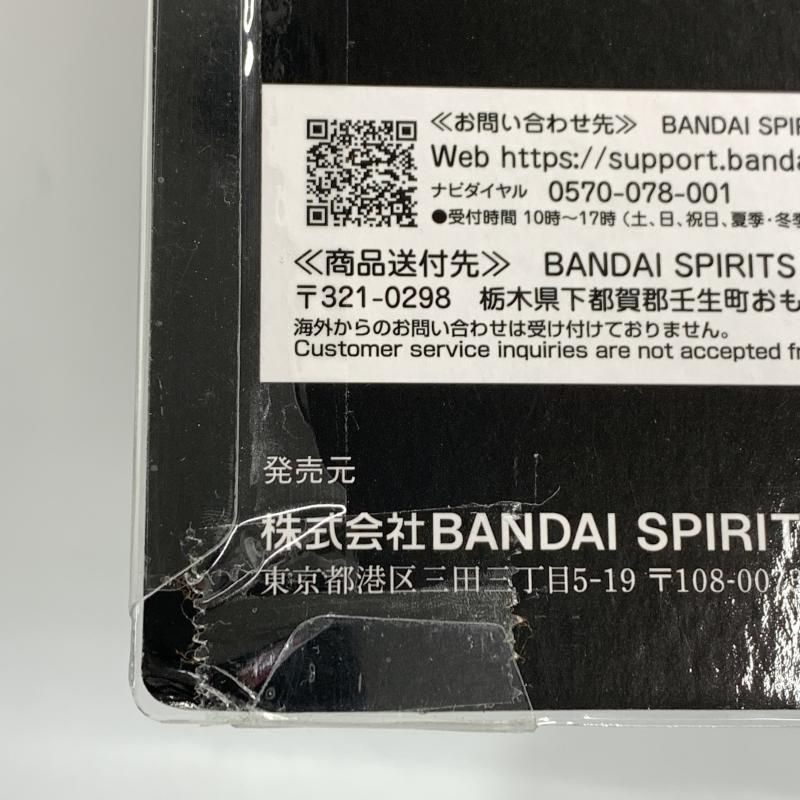 ≪お問い合わせ先≫ BANDAI SPIR
Web https://support.banda
ナビダイヤル 0570-078-001
●受付時間 10時～17時（土、日、祝日、夏季・冬季
≪商品送付先≫ BANDAI SPIRITS
〒321-0298 栃木県下都賀郡壬生町おも
海外からのお問い合わせは受け付けておりません。
Customer service inquiries are not accepted fr
発売元
株式会社BANDAI SPIRIT
東京都港区三田三丁目5-19 〒108-0073